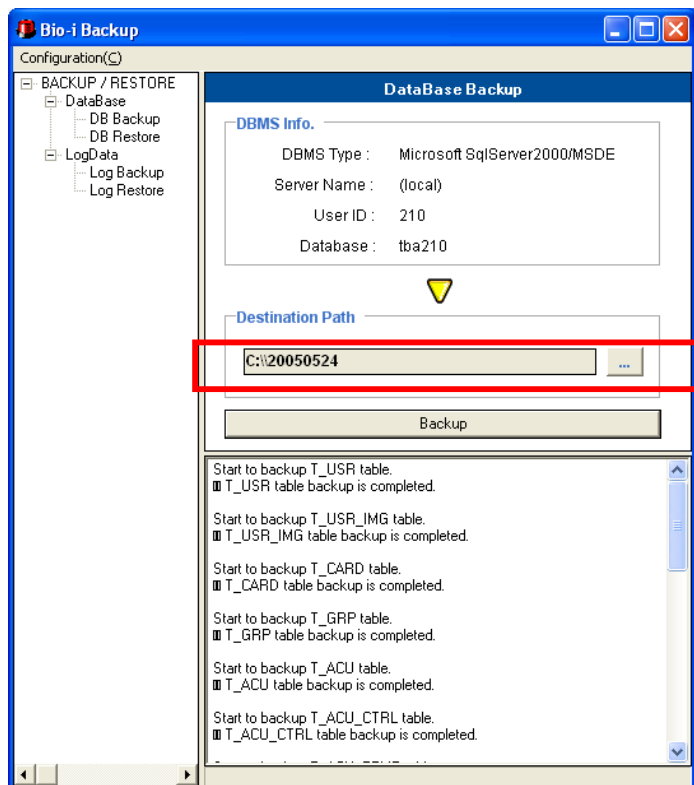 Bio-i Backup
Configuration(C)
BACKUP / RESTORE
DataBase
DB Backup
DB Restore
LogData
Log Backup
Log Restore
DataBase Backup
DBMS Info.
DBMS Type : Microsoft SqlServer2000/MSDE
Server Name : (local)
User ID : 210
Database : tba210
Destination Path
C:\\20050524
...
Backup
Start to backup T_USR table.
T_USR table backup is completed.
Start to backup T_USR_IMG table.
T_USR_IMG table backup is completed.
Start to backup T_CARD table.
T_CARD table backup is completed.
Start to backup T_GRP table.
T_GRP table backup is completed.
Start to backup T_ACU table.
T_ACU table backup is completed.
Start to backup T_ACU_CTRL table.
T_ACU_CTRL table backup is completed.